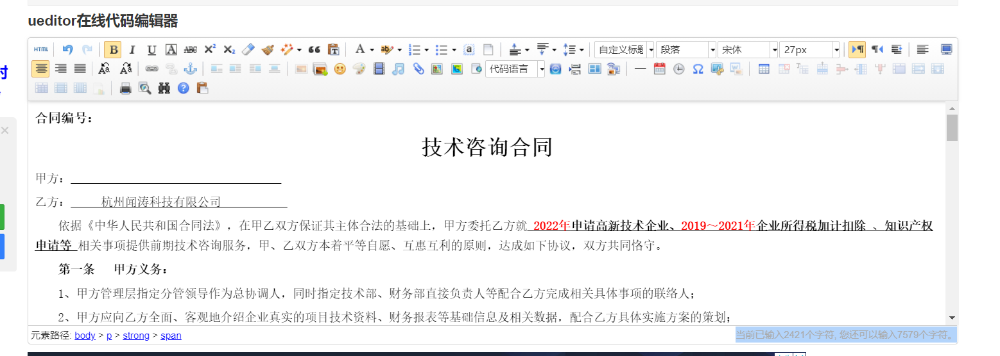 ueditor在线代码编辑器
HTML B I U A ABC X² X₂ A 自定义标题 段落 宋体 27px
代码语言
时
合同编号：
技术咨询合同
甲方：
乙方： 杭州闻涛科技有限公司
依据《中华人民共和国合同法》，在甲乙双方保证其主体合法的基础上，甲方委托乙方就 2022年申请高新技术企业、2019～2021年企业所得税加计扣除 、知识产权
申请等 相关事项提供前期技术咨询服务，甲、乙双方本着平等自愿、互惠互利的原则，达成如下协议，双方共同恪守。
第一条 甲方义务：
1、甲方管理层指定分管领导作为总协调人，同时指定技术部、财务部直接负责人等配合乙方完成相关具体事项的联络人；
2、甲方应向乙方全面、客观地介绍企业真实的项目技术资料、财务报表等基础信息及相关数据，配合乙方具体实施方案的策划；
元素路径: body > p > strong > span 当前已输入2421个字符, 您还可以输入7579个字符。